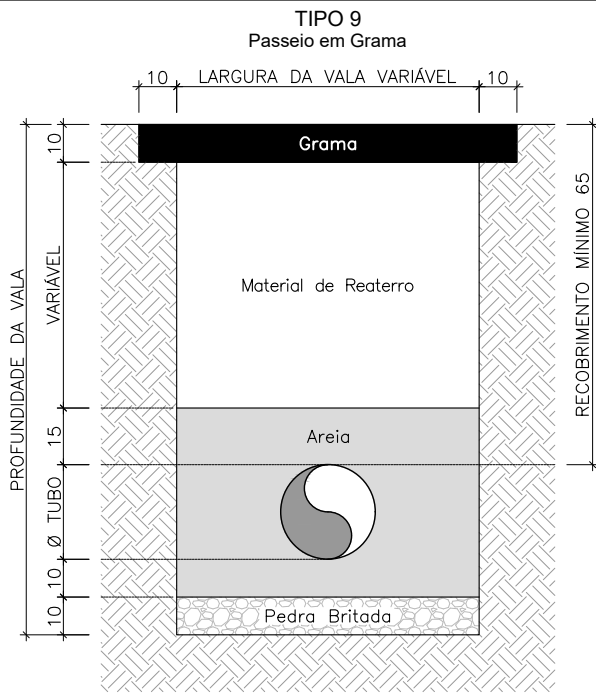 TIPO 9
Passeio em Grama
10 LARGURA DA VALA VARIÁVEL 10
Grama
Material de Reaterro
Areia
Pedra Britada
PROFUNDIDADE DA VALA
10
VARIÁVEL
15
Ø TUBO
10
10
RECOBRIMENTO MÍNIMO 65